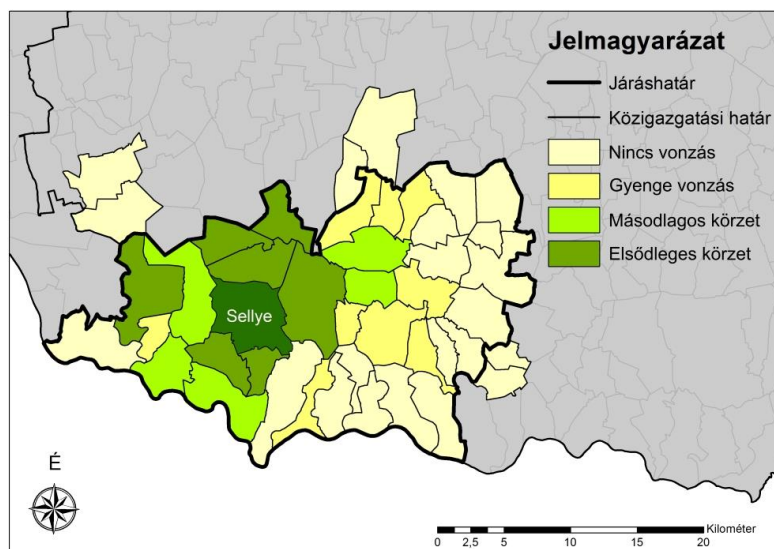 Jelmagyarázat
Járáshatár
Közigazgatási határ
Nincs vonzás
Gyenge vonzás
Másodlagos körzet
Elsődleges körzet
Sellye
É
Kilométer
0 2,5 5 10 15 20